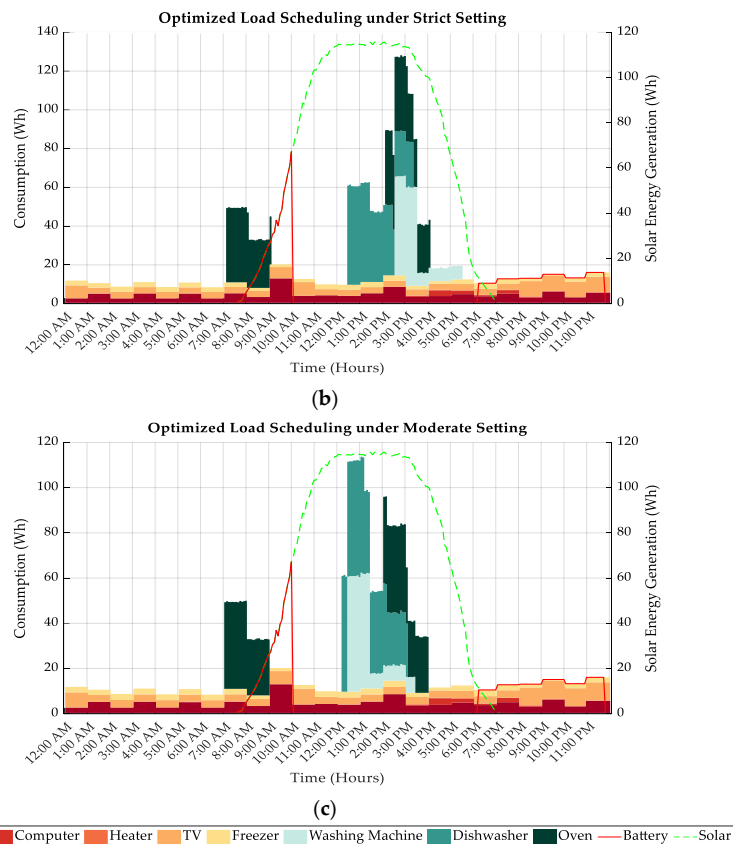 Optimized Load Scheduling under Strict Setting
140
120
100
80
60
40
20
0
Consumption (Wh)
120
100
80
60
40
20
0
Solar Energy Generation (Wh)
12:00 AM
1:00 AM
2:00 AM
3:00 AM
4:00 AM
5:00 AM
6:00 AM
7:00 AM
8:00 AM
9:00 AM
10:00 AM
11:00 AM
12:00 PM
1:00 PM
2:00 PM
3:00 PM
4:00 PM
5:00 PM
6:00 PM
7:00 PM
8:00 PM
9:00 PM
10:00 PM
11:00 PM
Time (Hours)
(b)
Optimized Load Scheduling under Moderate Setting
120
100
80
60
40
20
0
Consumption (Wh)
120
100
80
60
40
20
0
Solar Energy Generation (Wh)
12:00 AM
1:00 AM
2:00 AM
3:00 AM
4:00 AM
5:00 AM
6:00 AM
7:00 AM
8:00 AM
9:00 AM
10:00 AM
11:00 AM
12:00 PM
1:00 PM
2:00 PM
3:00 PM
4:00 PM
5:00 PM
6:00 PM
7:00 PM
8:00 PM
9:00 PM
10:00 PM
11:00 PM
Time (Hours)
(c)
Computer Heater TV Freezer Washing Machine Dishwasher Oven Battery Solar